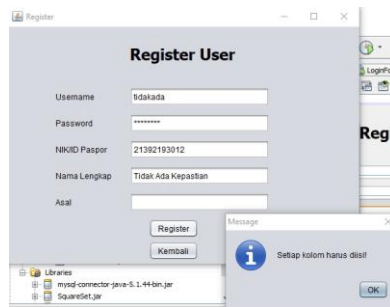 Register
Register User
LoginFo
Username
tidakada
Password
********
Reg
NIK/ID Paspor
21392193012
Nama Lengkap
Tidak Ada Kepastian
Asal
Register
Kembali
Message
Setiap kolom harus diisi!
OK
Libraries
mysql-connector-java-5.1.44-bin.jar
SquareSet.jar